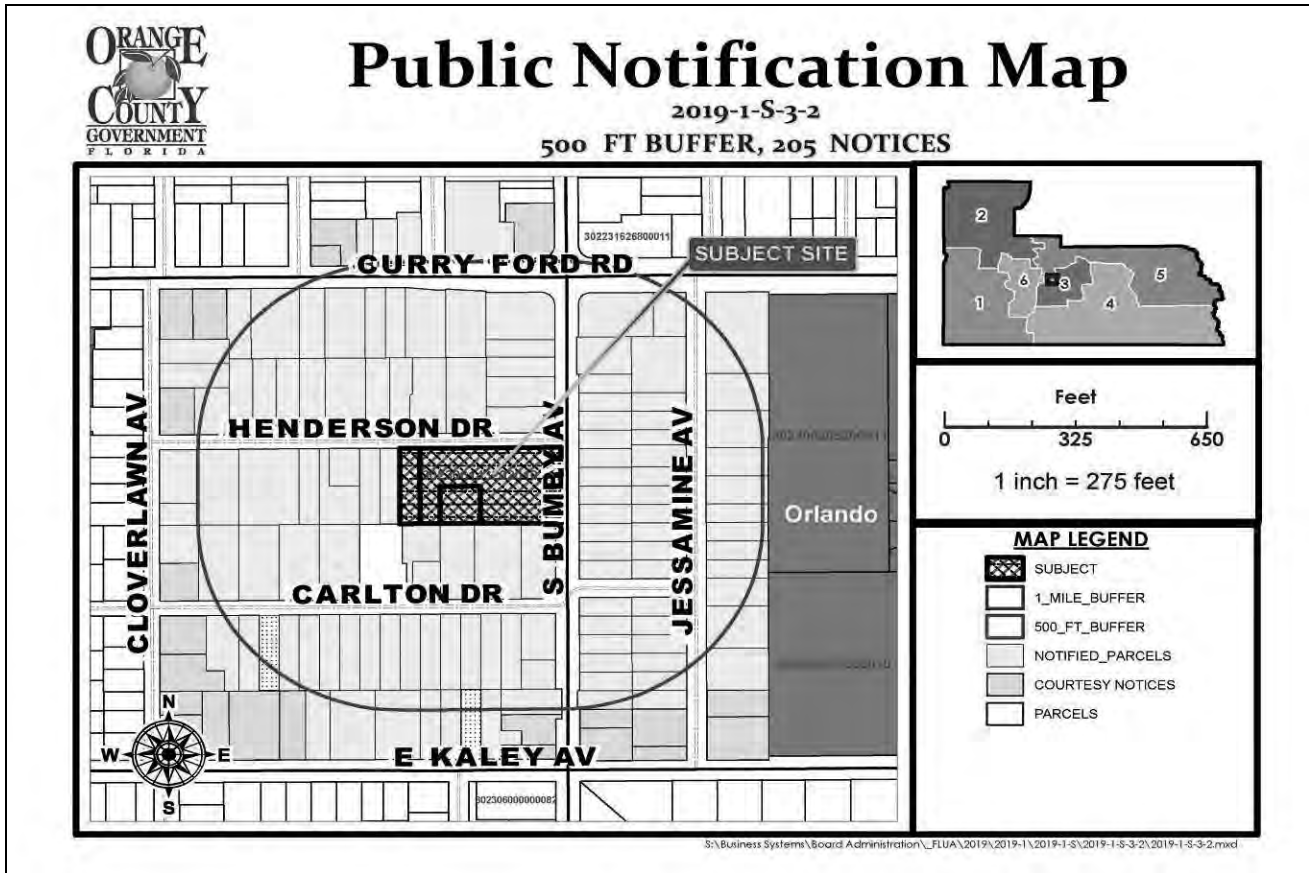 ORANGE
COUNTY
GOVERNMENT
FLORIDA
Public Notification Map
2019-1-S-3-2
500 FT BUFFER, 205 NOTICES
302231626800011
SUBJECT SITE
CURRY FORD RD
HENDERSON DR
CLOVERLAWN AV
S BUMBY AV
JESSAMINE AV
Orlando
CARLTON DR
E KALEY AV
N
W
E
S
302306000000082
2
1
6
3
4
5
Feet
0 325 650
1 inch = 275 feet
MAP LEGEND
SUBJECT
1_MILE_BUFFER
500_FT_BUFFER
NOTIFIED_PARCELS
COURTESY NOTICES
PARCELS
S:\Business Systems\Board Administration\_FLUA\2019\2019-1\2019-1-S\2019-1-S-3-2\2019-1-S-3-2.mxd